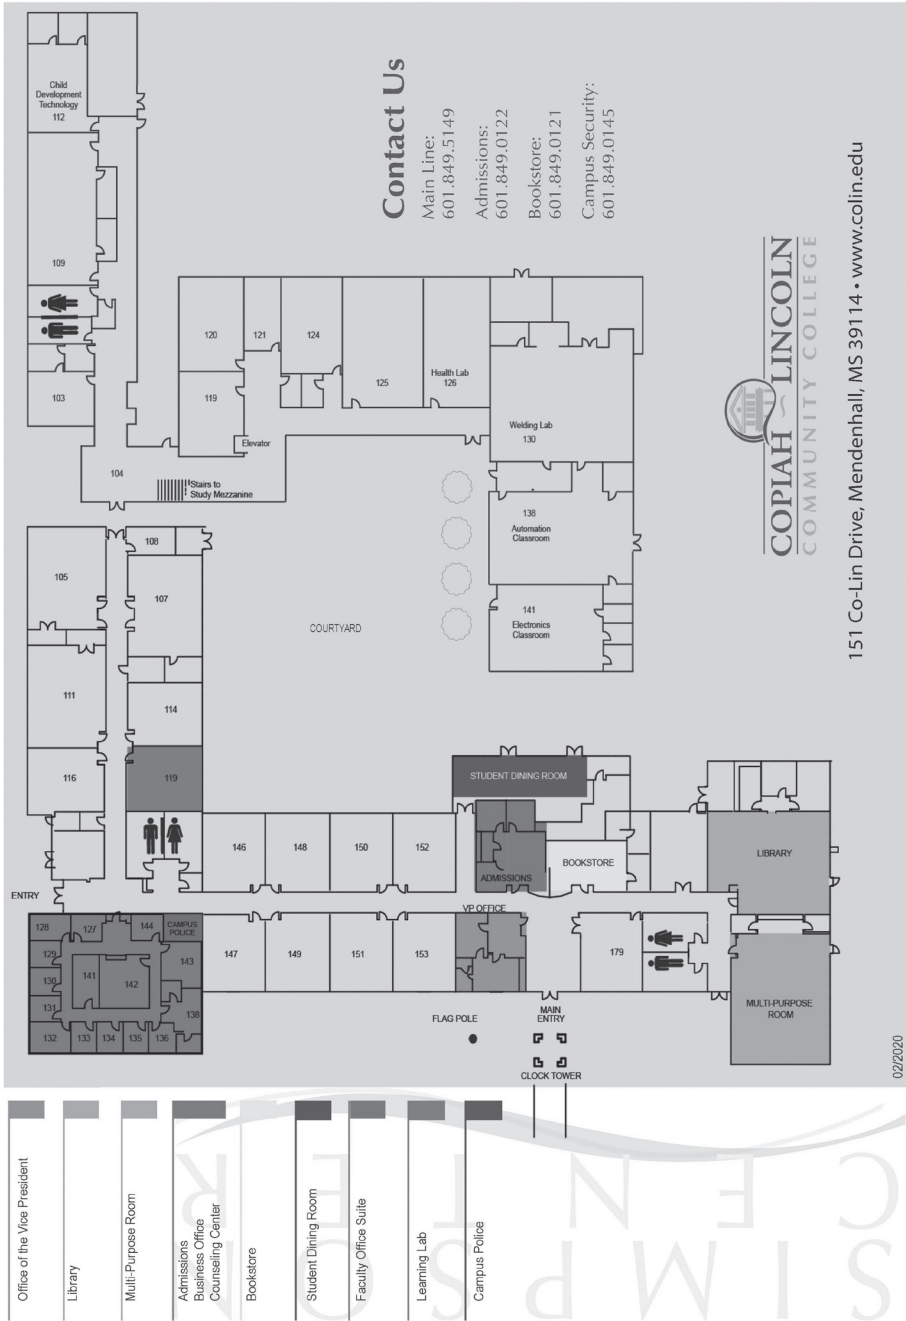 Child
Development
Technology
112
109
103
104
Stairs to
Study Mezzanine
120
119
Elevator
121
124
125
Health Lab
126
Welding Lab
130
138
Automation
Classroom
141
Electronics
Classroom
Contact Us
Main Line:
601.849.5149
Admissions:
601.849.0122
Bookstore:
601.849.0121
Campus Security:
601.849.0145
COPIAH ~ LINCOLN
COMMUNITY COLLEGE
151 Co-Lin Drive, Mendenhall, MS 39114 • www.colin.edu
105
108
107
111
114
116
119
COURTYARD
ENTRY
146
148
150
152
STUDENT DINING ROOM
ADMISSIONS
BOOKSTORE
LIBRARY
VP OFFICE
128
127
144
CAMPUS
POLICE
129
143
130
141
142
131
138
132
133
134
135
136
147
149
151
153
179
MULTI-PURPOSE
ROOM
FLAG POLE
MAIN
ENTRY
CLOCK TOWER
02/2020
Office of the Vice President
Library
Multi-Purpose Room
Admissions
Business Office
Counseling Center
Bookstore
Student Dining Room
Faculty Office Suite
Learning Lab
Campus Police
SIMPSON
CENTER